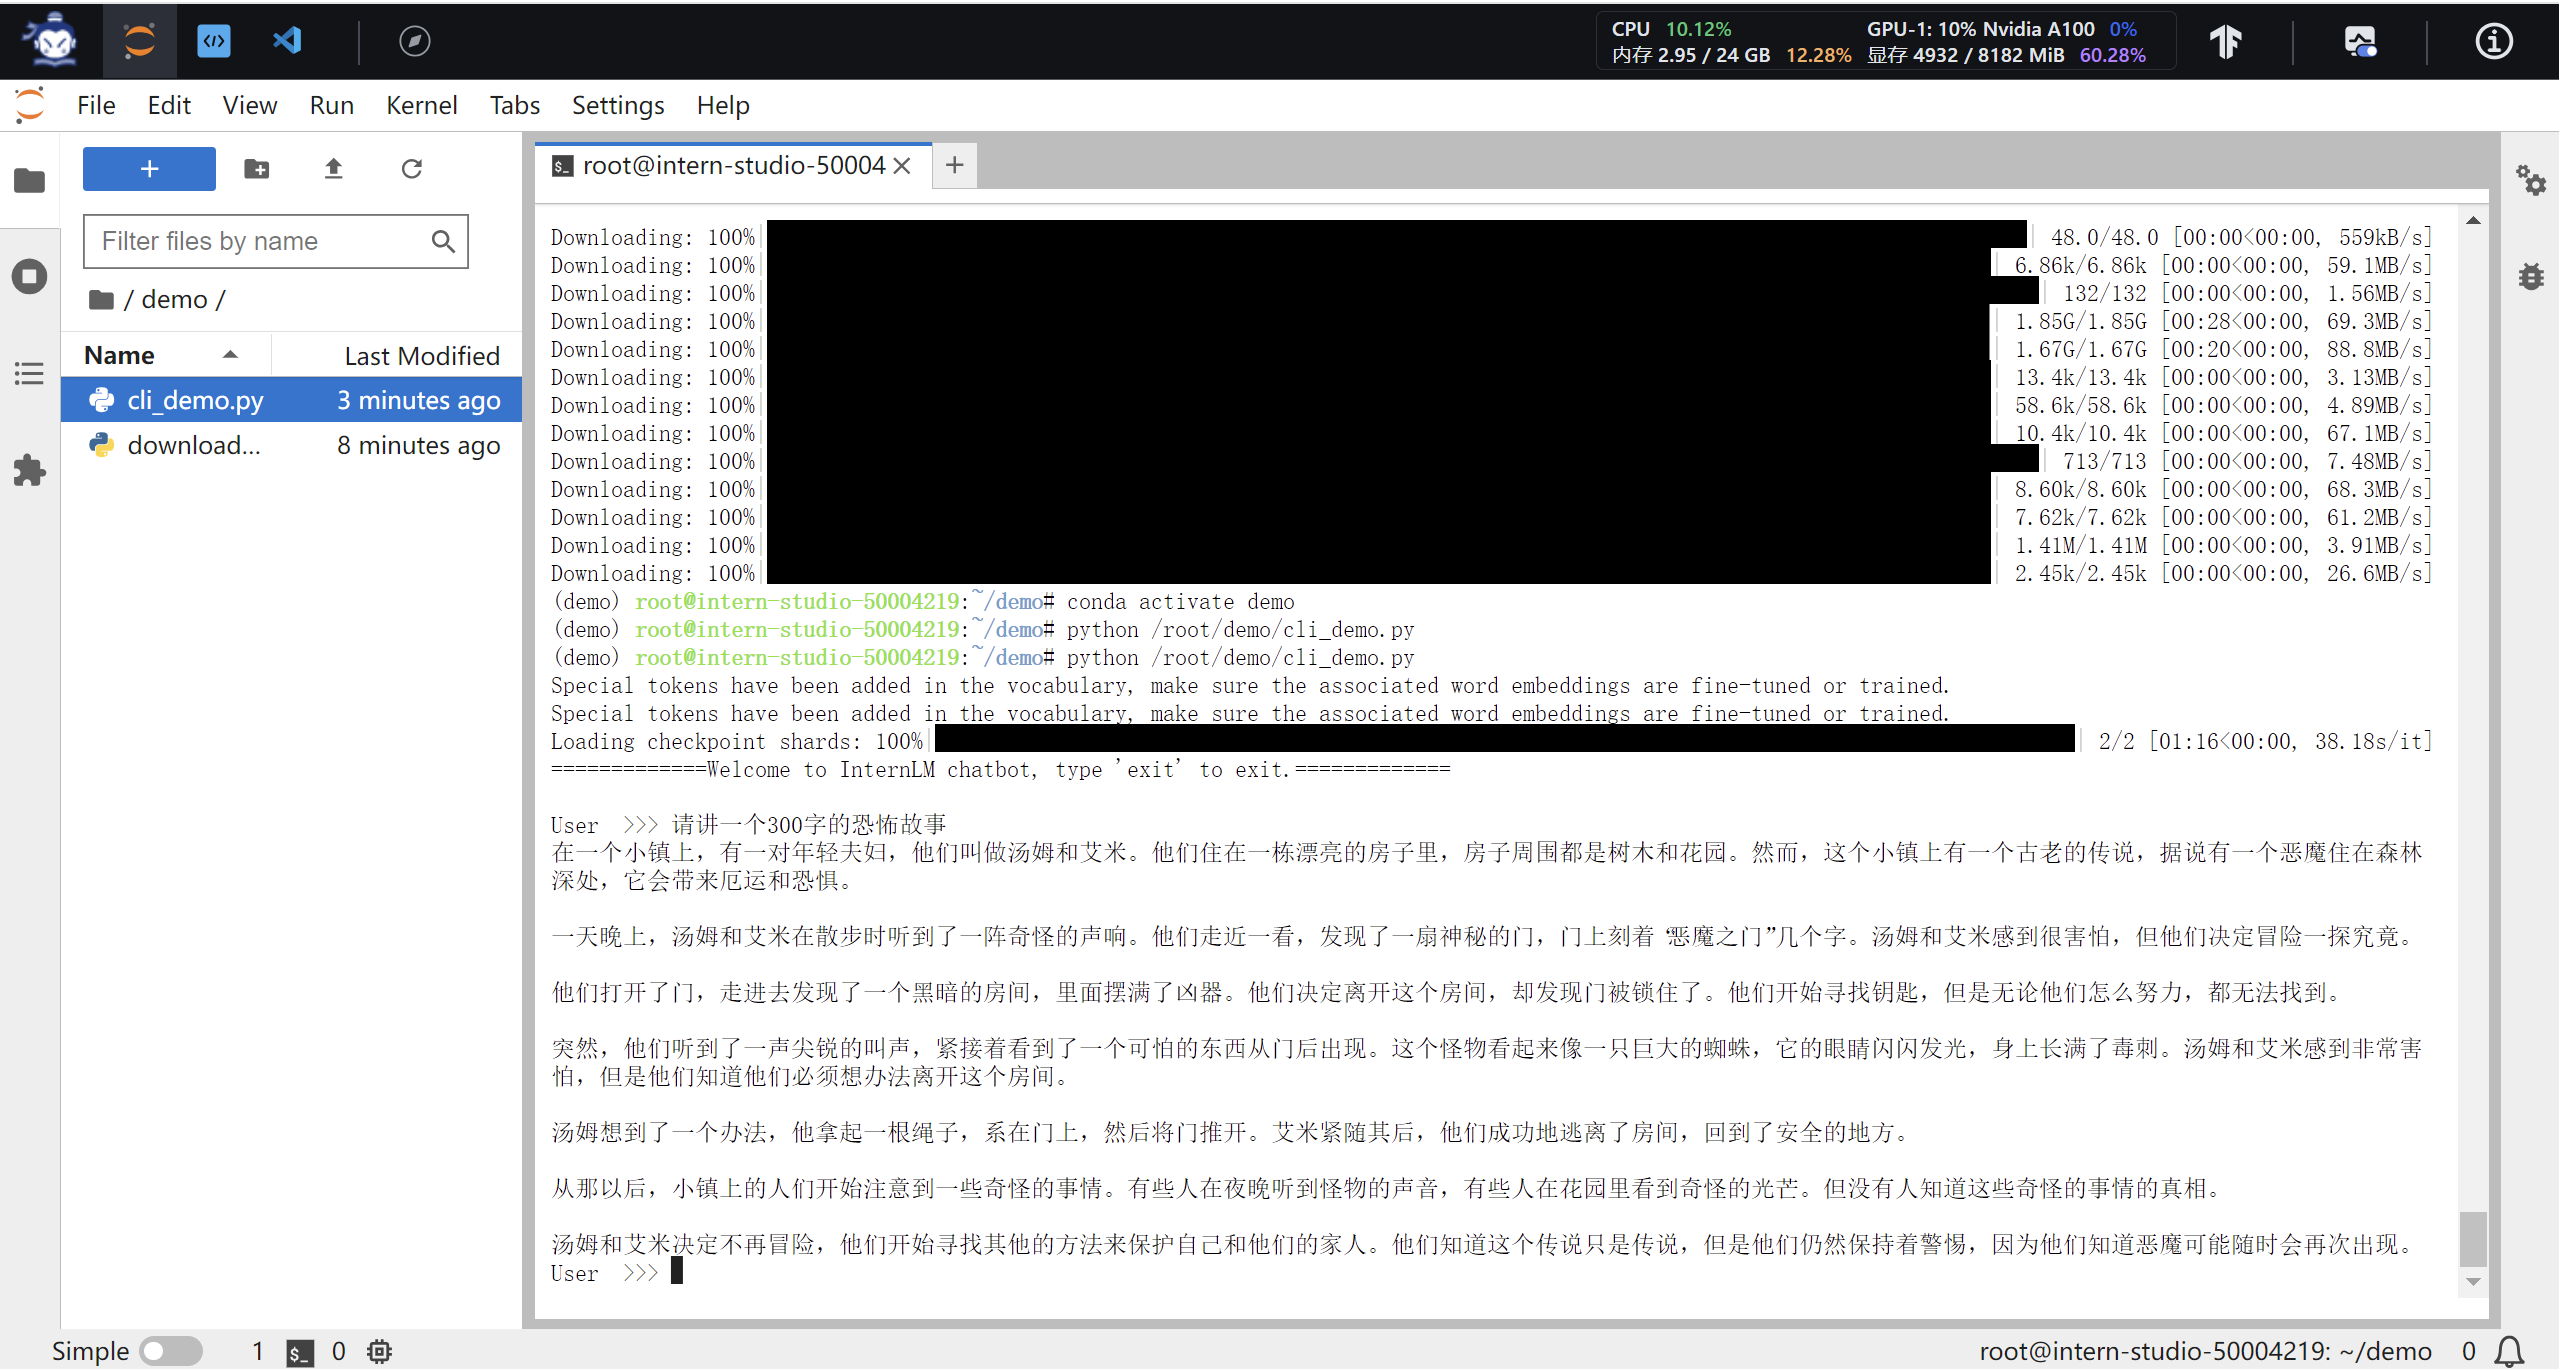 CPU 10.12% GPU-1: 10% Nvidia A100 0%
内存 2.95 / 24 GB 12.28% 显存 4932 / 8182 MiB 60.28%
File Edit View Run Kernel Tabs Settings Help
root@intern-studio-50004
Filter files by name
/ demo /
Name Last Modified
cli_demo.py 3 minutes ago
download... 8 minutes ago
Downloading: 100%| | 48.0/48.0 [00:00<00:00, 559kB/s]
Downloading: 100%| | 6.86k/6.86k [00:00<00:00, 59.1MB/s]
Downloading: 100%| | 132/132 [00:00<00:00, 1.56MB/s]
Downloading: 100%| | 1.85G/1.85G [00:28<00:00, 69.3MB/s]
Downloading: 100%| | 1.67G/1.67G [00:20<00:00, 88.8MB/s]
Downloading: 100%| | 13.4k/13.4k [00:00<00:00, 3.13MB/s]
Downloading: 100%| | 58.6k/58.6k [00:00<00:00, 4.89MB/s]
Downloading: 100%| | 10.4k/10.4k [00:00<00:00, 67.1MB/s]
Downloading: 100%| | 713/713 [00:00<00:00, 7.48MB/s]
Downloading: 100%| | 8.60k/8.60k [00:00<00:00, 68.3MB/s]
Downloading: 100%| | 7.62k/7.62k [00:00<00:00, 61.2MB/s]
Downloading: 100%| | 1.41M/1.41M [00:00<00:00, 3.91MB/s]
Downloading: 100%| | 2.45k/2.45k [00:00<00:00, 26.6MB/s]
(demo) root@intern-studio-50004219:~/demo# conda activate demo
(demo) root@intern-studio-50004219:~/demo# python /root/demo/cli_demo.py
(demo) root@intern-studio-50004219:~/demo# python /root/demo/cli_demo.py
Special tokens have been added in the vocabulary, make sure the associated word embeddings are fine-tuned or trained.
Special tokens have been added in the vocabulary, make sure the associated word embeddings are fine-tuned or trained.
Loading checkpoint shards: 100%| | 2/2 [01:16<00:00, 38.18s/it]
=============Welcome to InternLM chatbot, type 'exit' to exit.=============
User >>> 请讲一个300字的恐怖故事
在一个小镇上，有一对年轻夫妇，他们叫做汤姆和艾米。他们住在一栋漂亮的房子里，房子周围都是树木和花园。然而，这个小镇上有一个古老的传说，据说有一个恶魔住在森林
深处，它会带来厄运和恐惧。
一天晚上，汤姆和艾米在散步时听到了一阵奇怪的声响。他们走近一看，发现了一扇神秘的门，门上刻着“恶魔之门”几个字。汤姆和艾米感到很害怕，但他们决定冒险一探究竟。
他们打开了门，走进去发现了一个黑暗的房间，里面摆满了凶器。他们决定离开这个房间，却发现门被锁住了。他们开始寻找钥匙，但是无论他们怎么努力，都无法找到。
突然，他们听到了一声尖锐的叫声，紧接着看到了一个可怕的东西从门后出现。这个怪物看起来像一只巨大的蜘蛛，它的眼睛闪闪发光，身上长满了毒刺。汤姆和艾米感到非常害
怕，但是他们知道他们必须想办法离开这个房间。
汤姆想到了一个办法，他拿起一根绳子，系在门上，然后将门推开。艾米紧随其后，他们成功地逃离了房间，回到了安全的地方。
从那以后，小镇上的人们开始注意到一些奇怪的事情。有些人在夜晚听到怪物的声音，有些人在花园里看到奇怪的光芒。但没有人知道这些奇怪的事情的真相。
汤姆和艾米决定不再冒险，他们开始寻找其他的方法来保护自己和他们的家人。他们知道这个传说只是传说，但是他们仍然保持着警惕，因为他们知道恶魔可能随时会再次出现。
User >>>
Simple 1 0 root@intern-studio-50004219: ~/demo 0